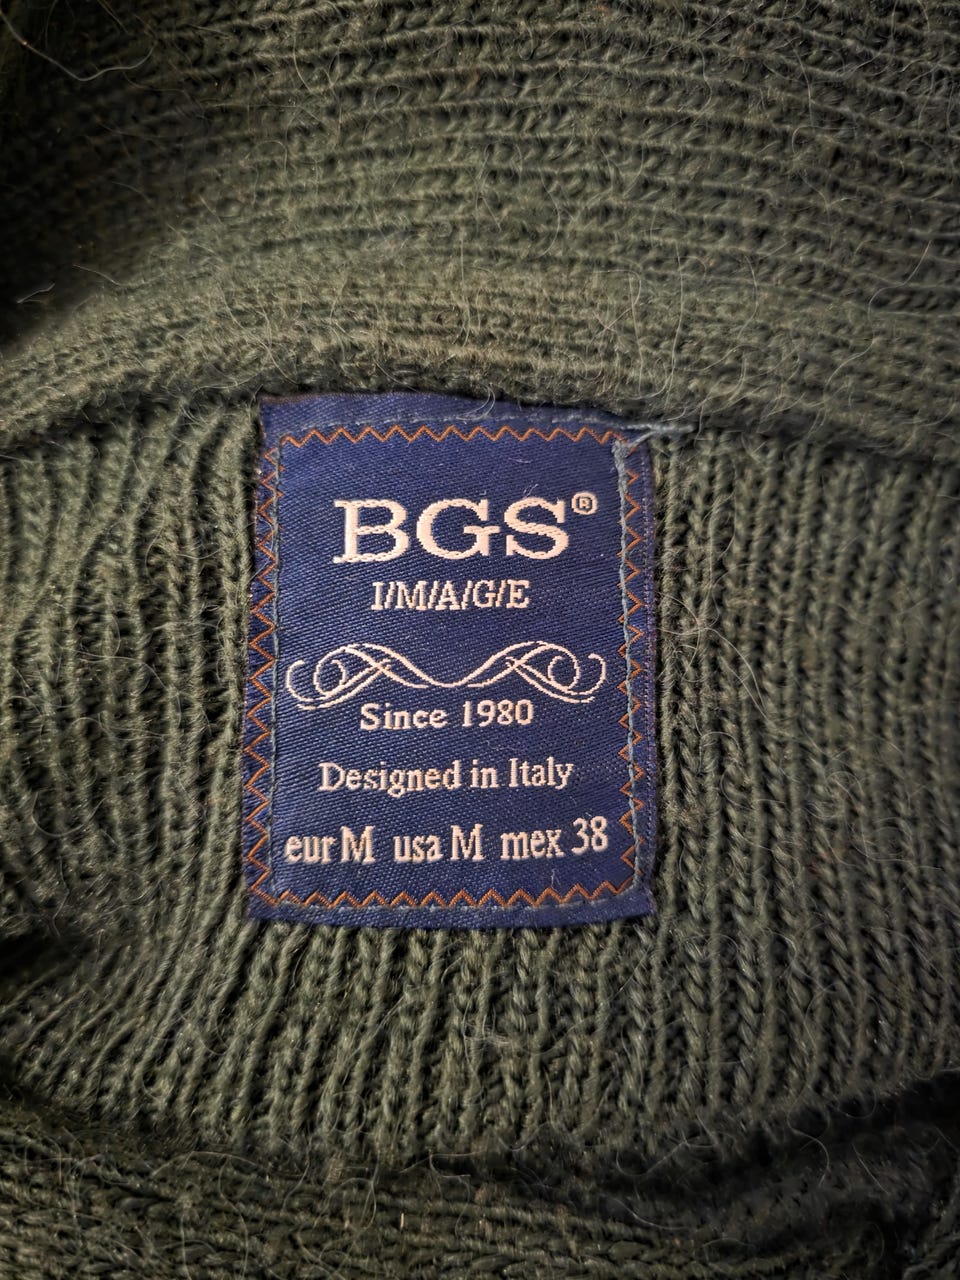 BGS®
I/M/A/G/E
Since 1980
Designed in Italy
eur M usa M mex 38